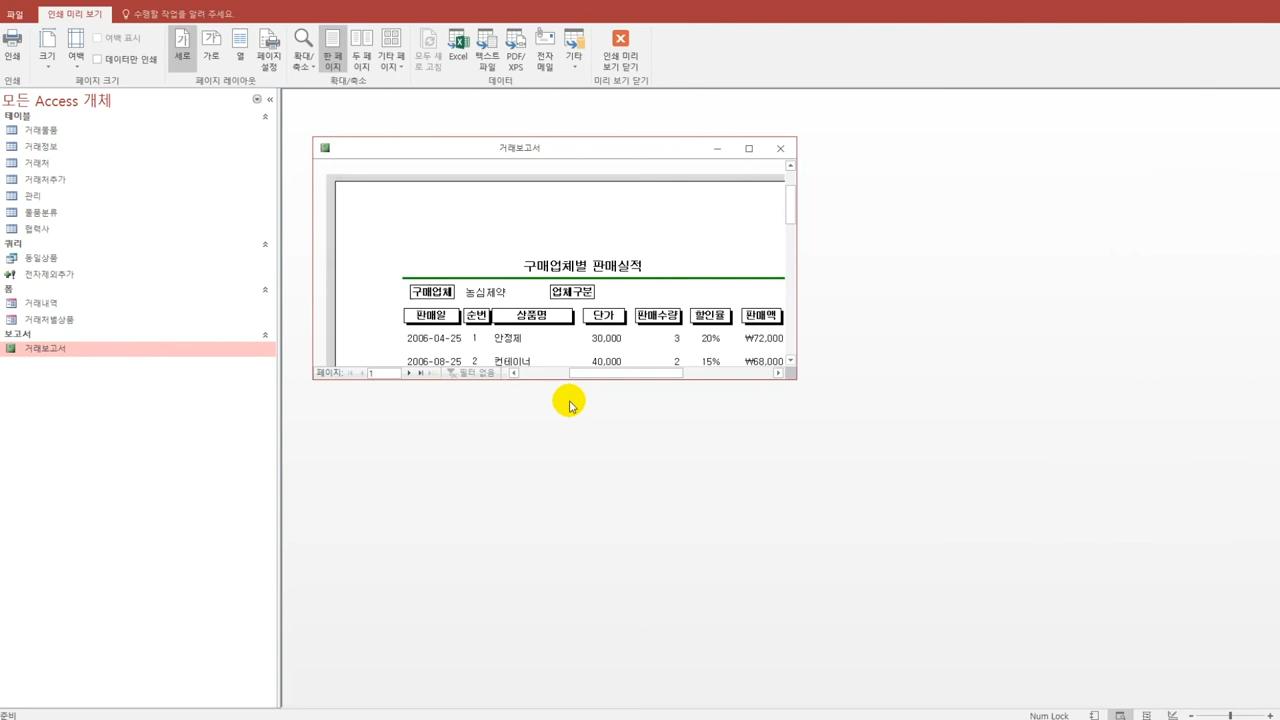 파일 인쇄 미리 보기 수행할 작업을 알려 주세요.
인쇄 크기 여백 여백 표시 데이터만 인쇄 세로 가로 열 페이지 설정 확대/축소 한 페이지 두 페이지 기타 페이지 모두 새로 고침 Excel 텍스트 파일 PDF/XPS 전자 메일 기타 인쇄 미리 보기 닫기
인쇄 페이지 크기 페이지 레이아웃 확대/축소 데이터 미리 보기 닫기
모든 Access 개체
테이블
거래물품
거래정보
거래처
거래처추가
관리
물품분류
협력사
쿼리
동일상품
전자제외추가
폼
거래내역
거래처별상품
보고서
거래보고서
거래보고서
구매업체별 판매실적
구매업체 농심제약 업체구분
판매일 순번 상품명 단가 판매수량 할인율 판매액
2006-04-25 1 안정제 30,000 3 20% ₩72,000
2006-08-25 2 컨테이너 40,000 2 15% ₩68,000
페이지: 1 필터 없음
준비 Num Lock